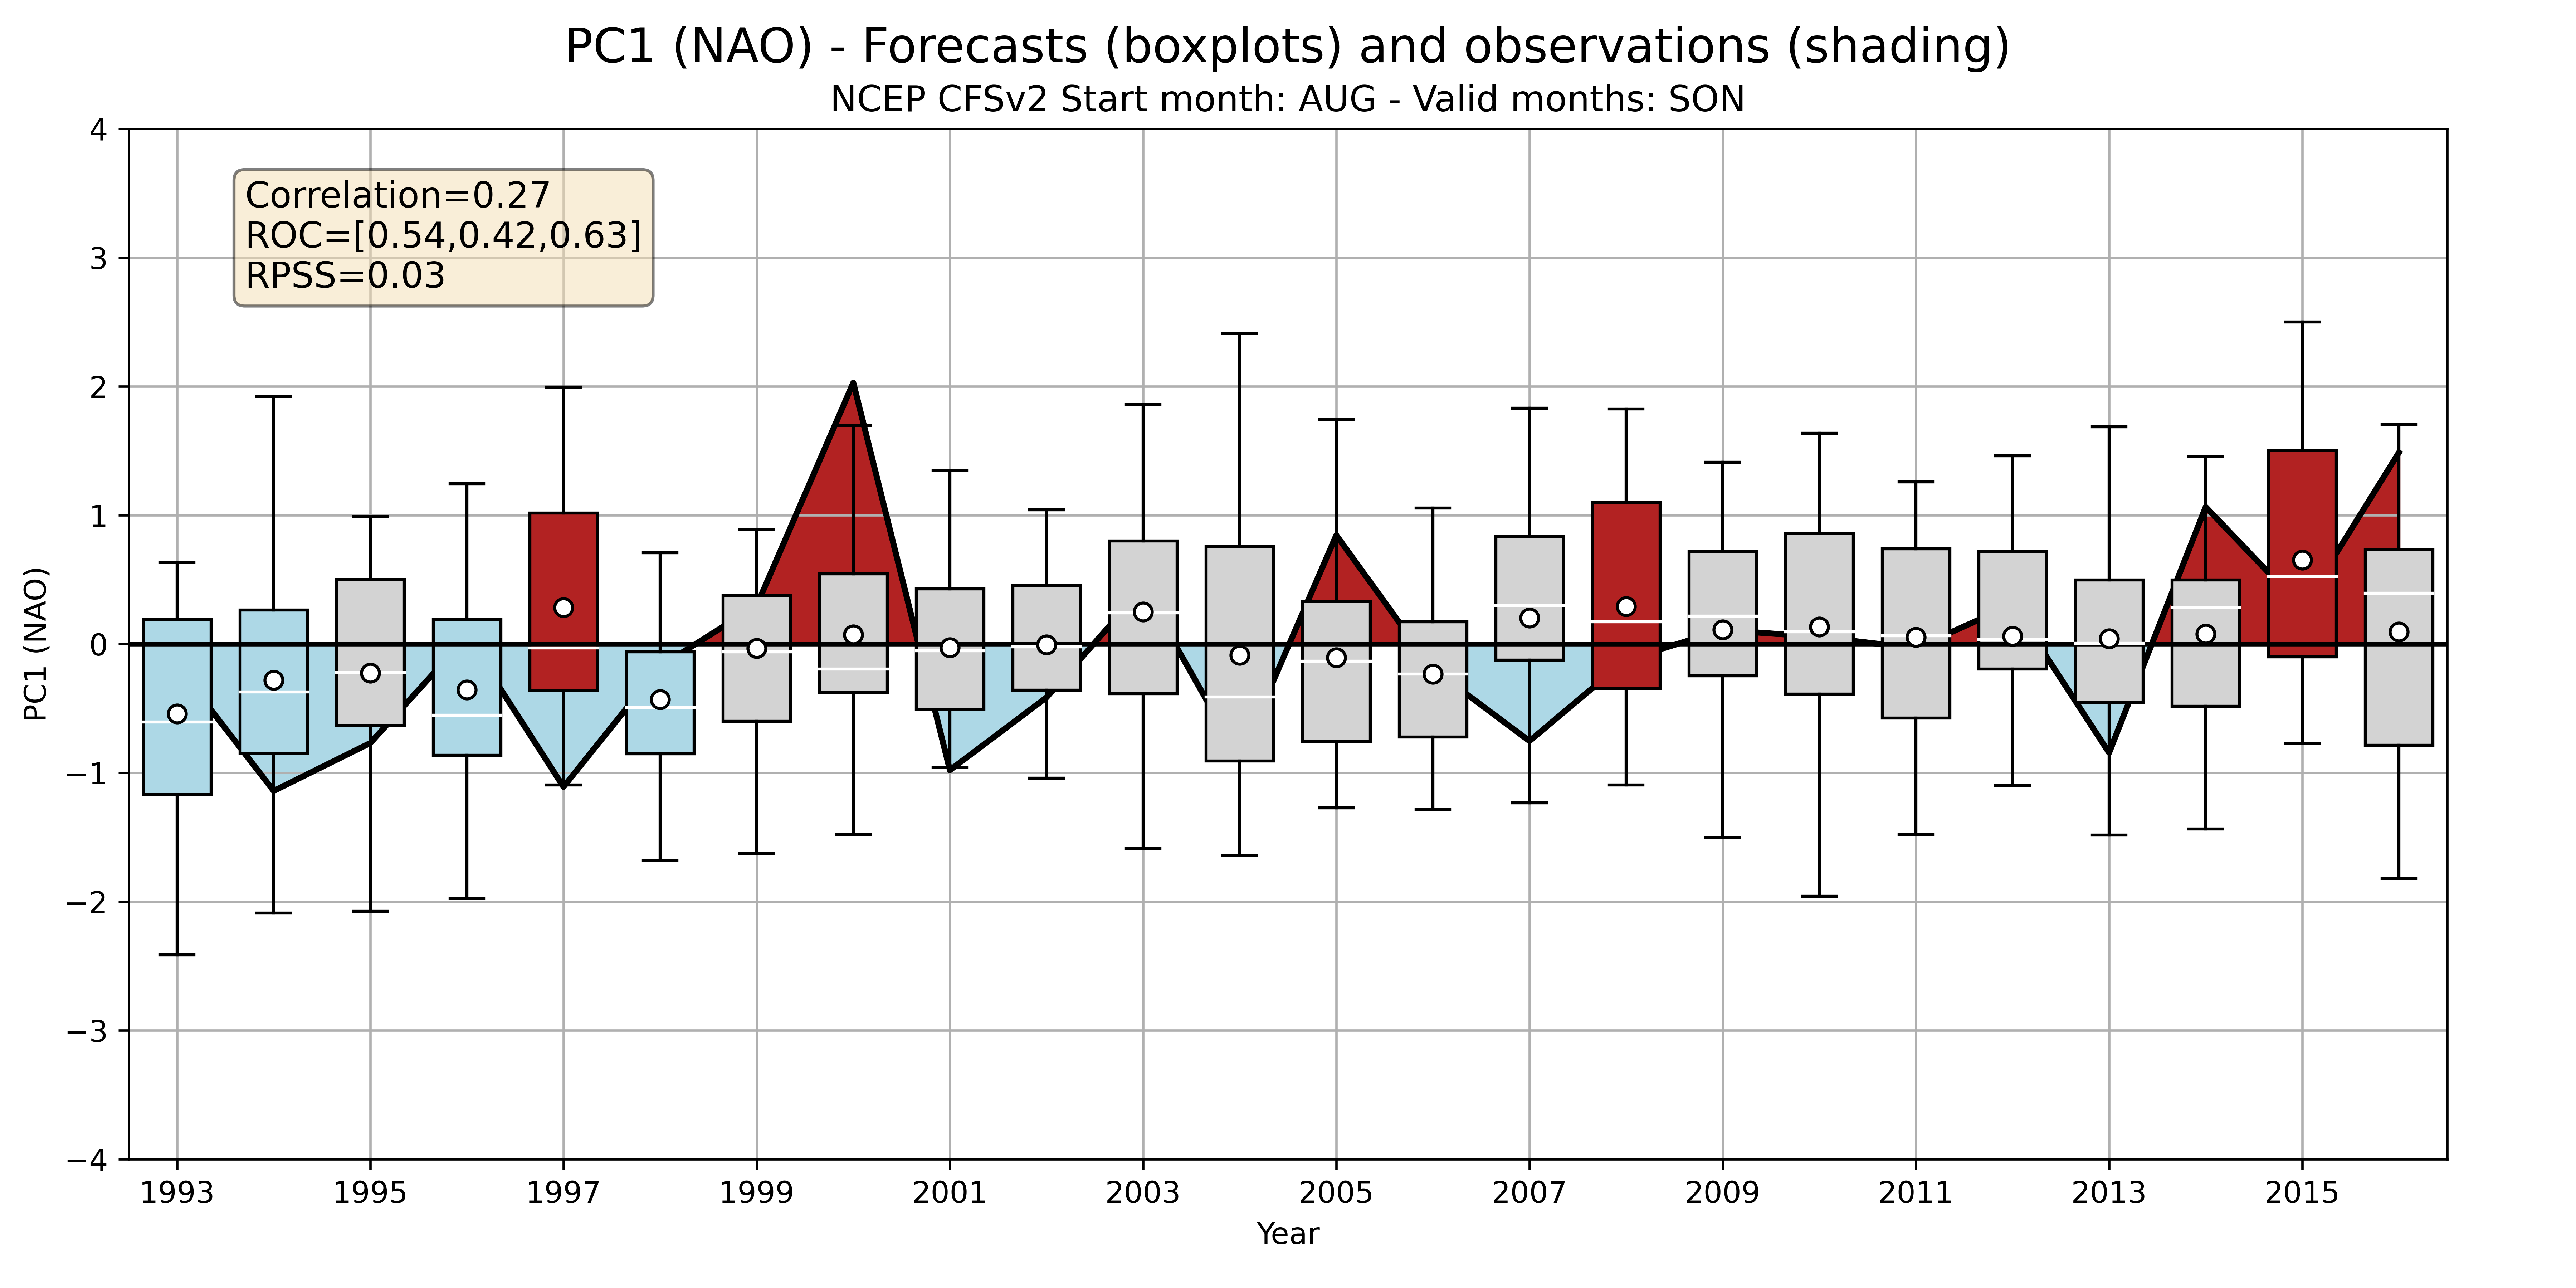 PC1 (NAO) - Forecasts (boxplots) and observations (shading)
NCEP CFSv2 Start month: AUG - Valid months: SON
Correlation=0.27
ROC=[0.54,0.42,0.63]
RPSS=0.03
PC1 (NAO)
4
3
2
1
0
−1
−2
−3
−4
1993 1995 1997 1999 2001 2003 2005 2007 2009 2011 2013 2015
Year